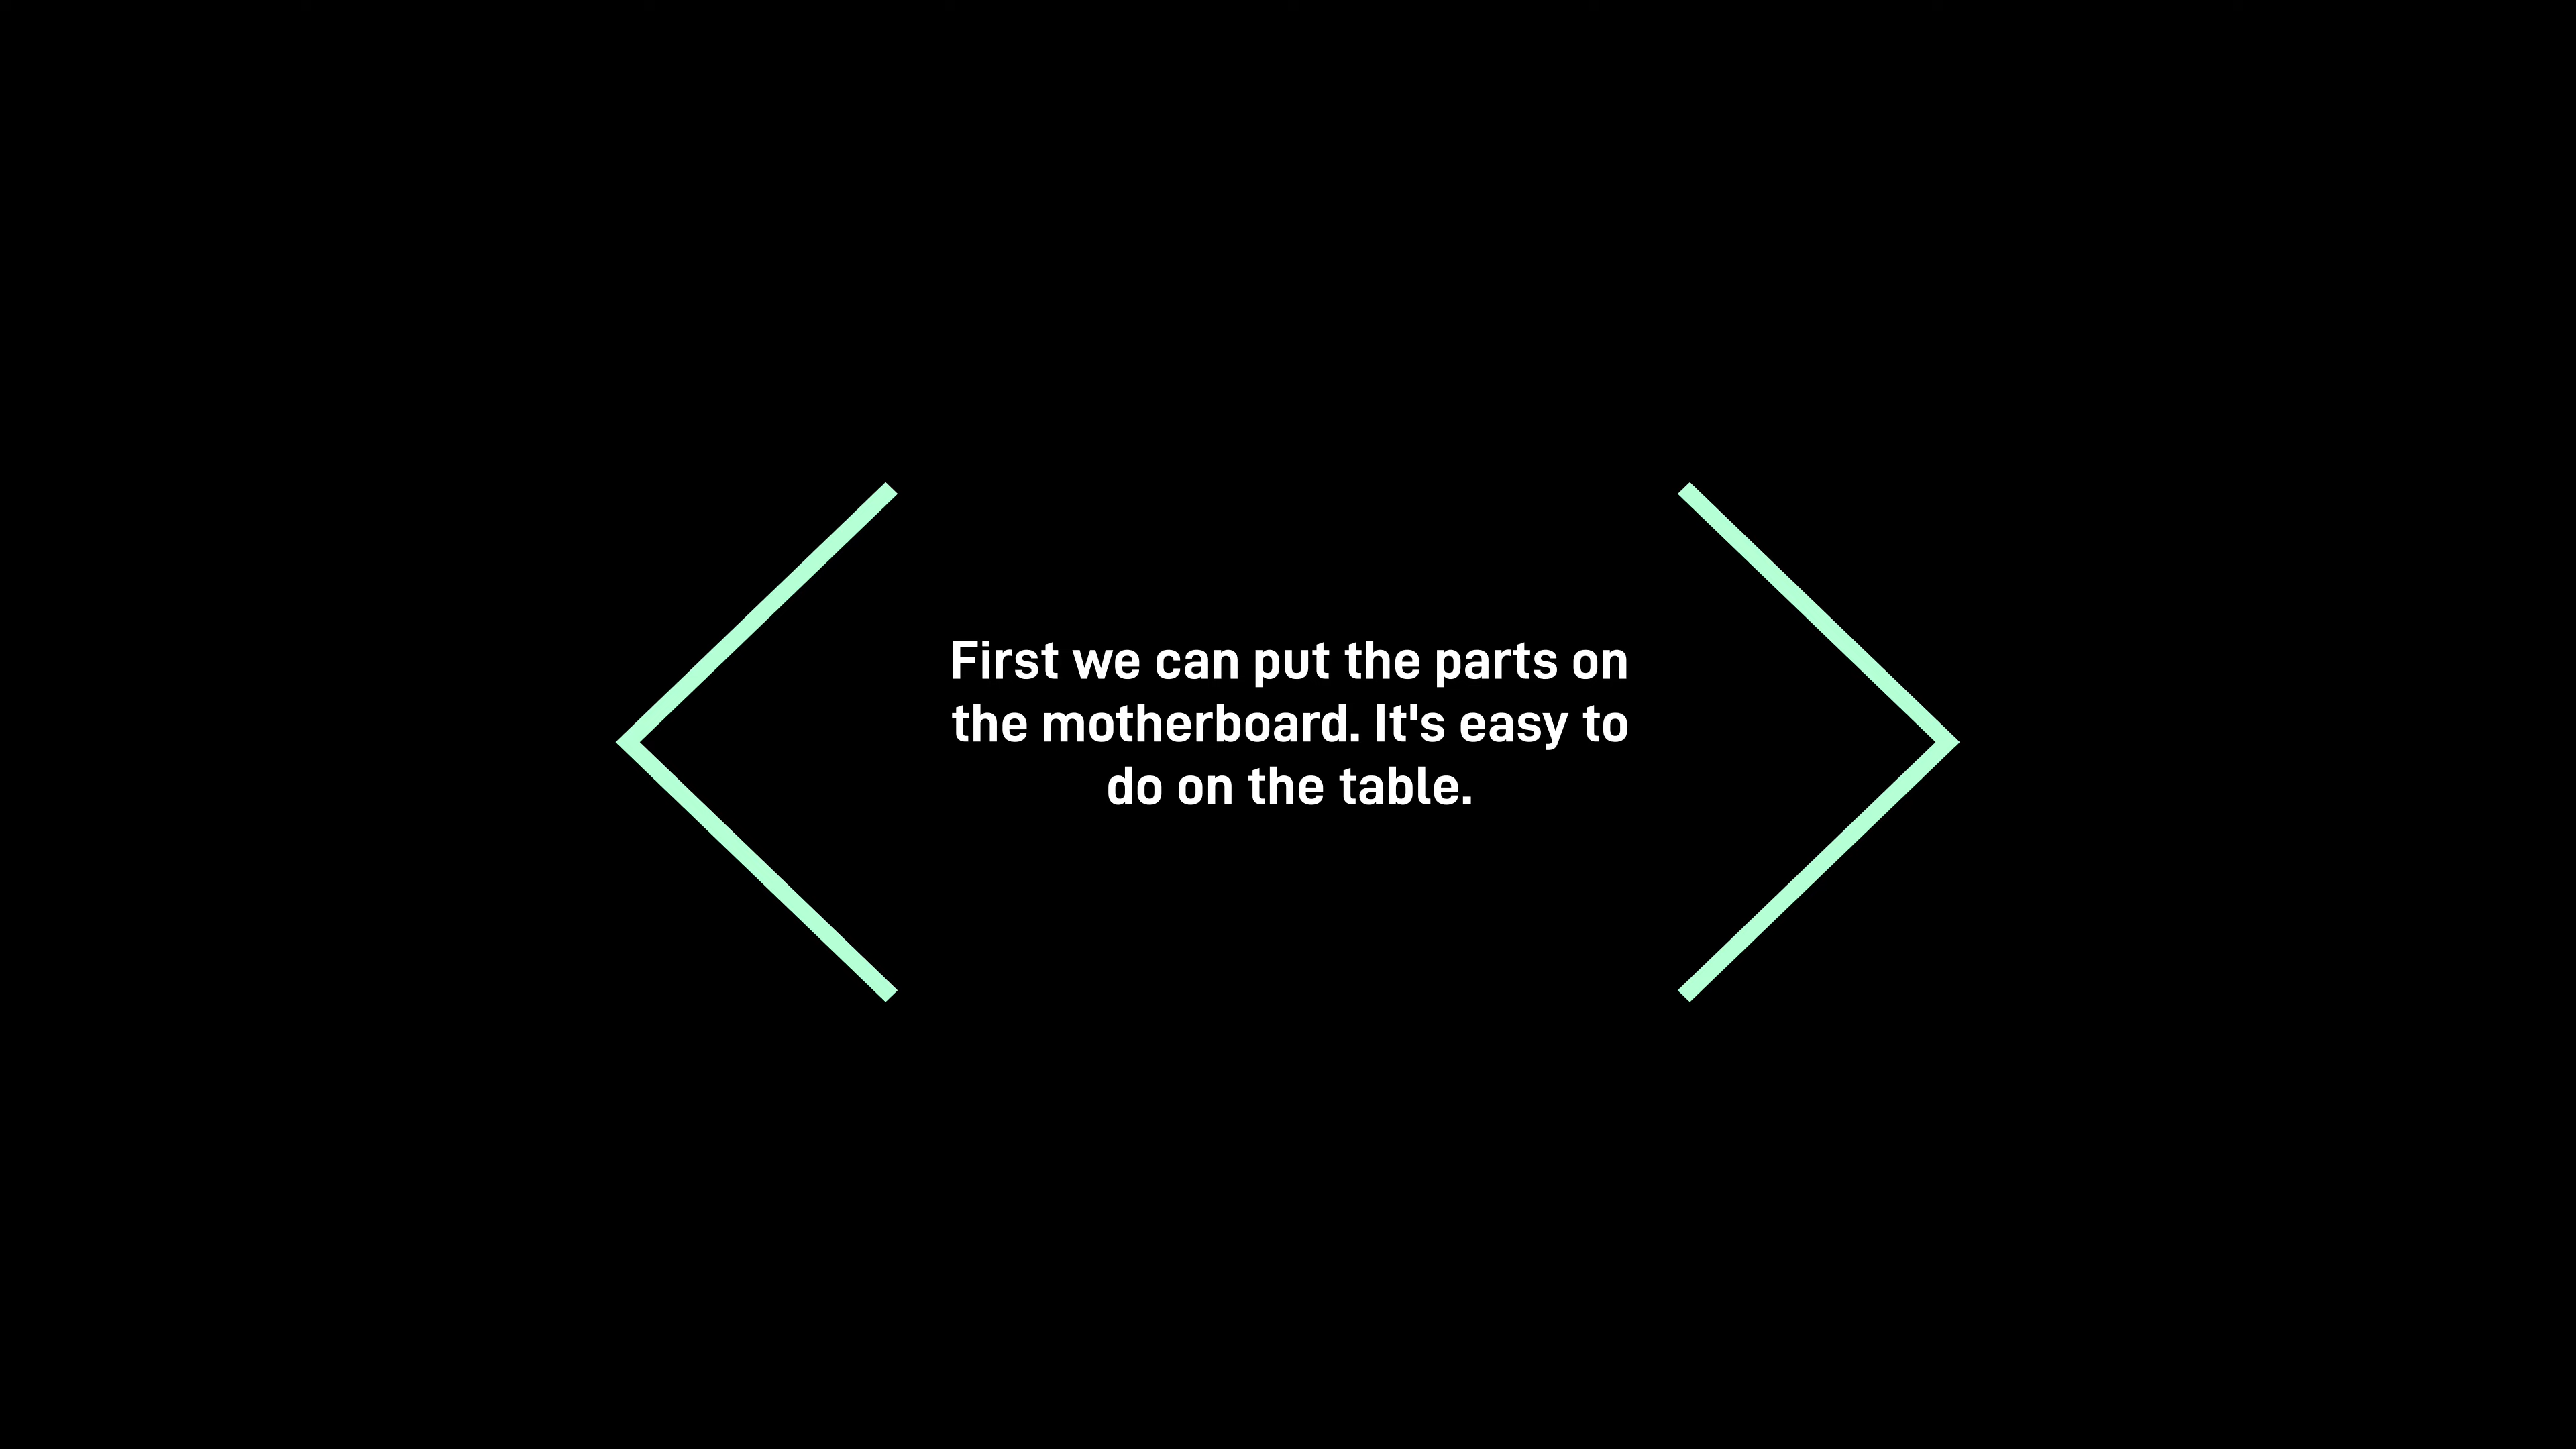 First we can put the parts on
the motherboard. It's easy to
do on the table.